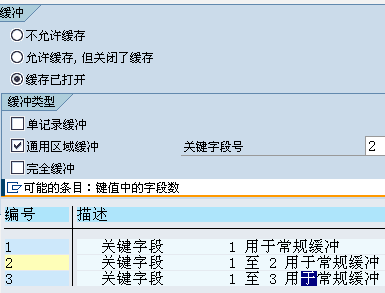 缓冲
不允许缓存
允许缓存, 但关闭了缓存
缓存已打开
缓冲类型
单记录缓冲
通用区域缓冲 关键字段号 2
完全缓冲
可能的条目：键值中的字段数
编号 描述
1 关键字段 1 用于常规缓冲
2 关键字段 1 至 2 用于常规缓冲
3 关键字段 1 至 3 用于常规缓冲